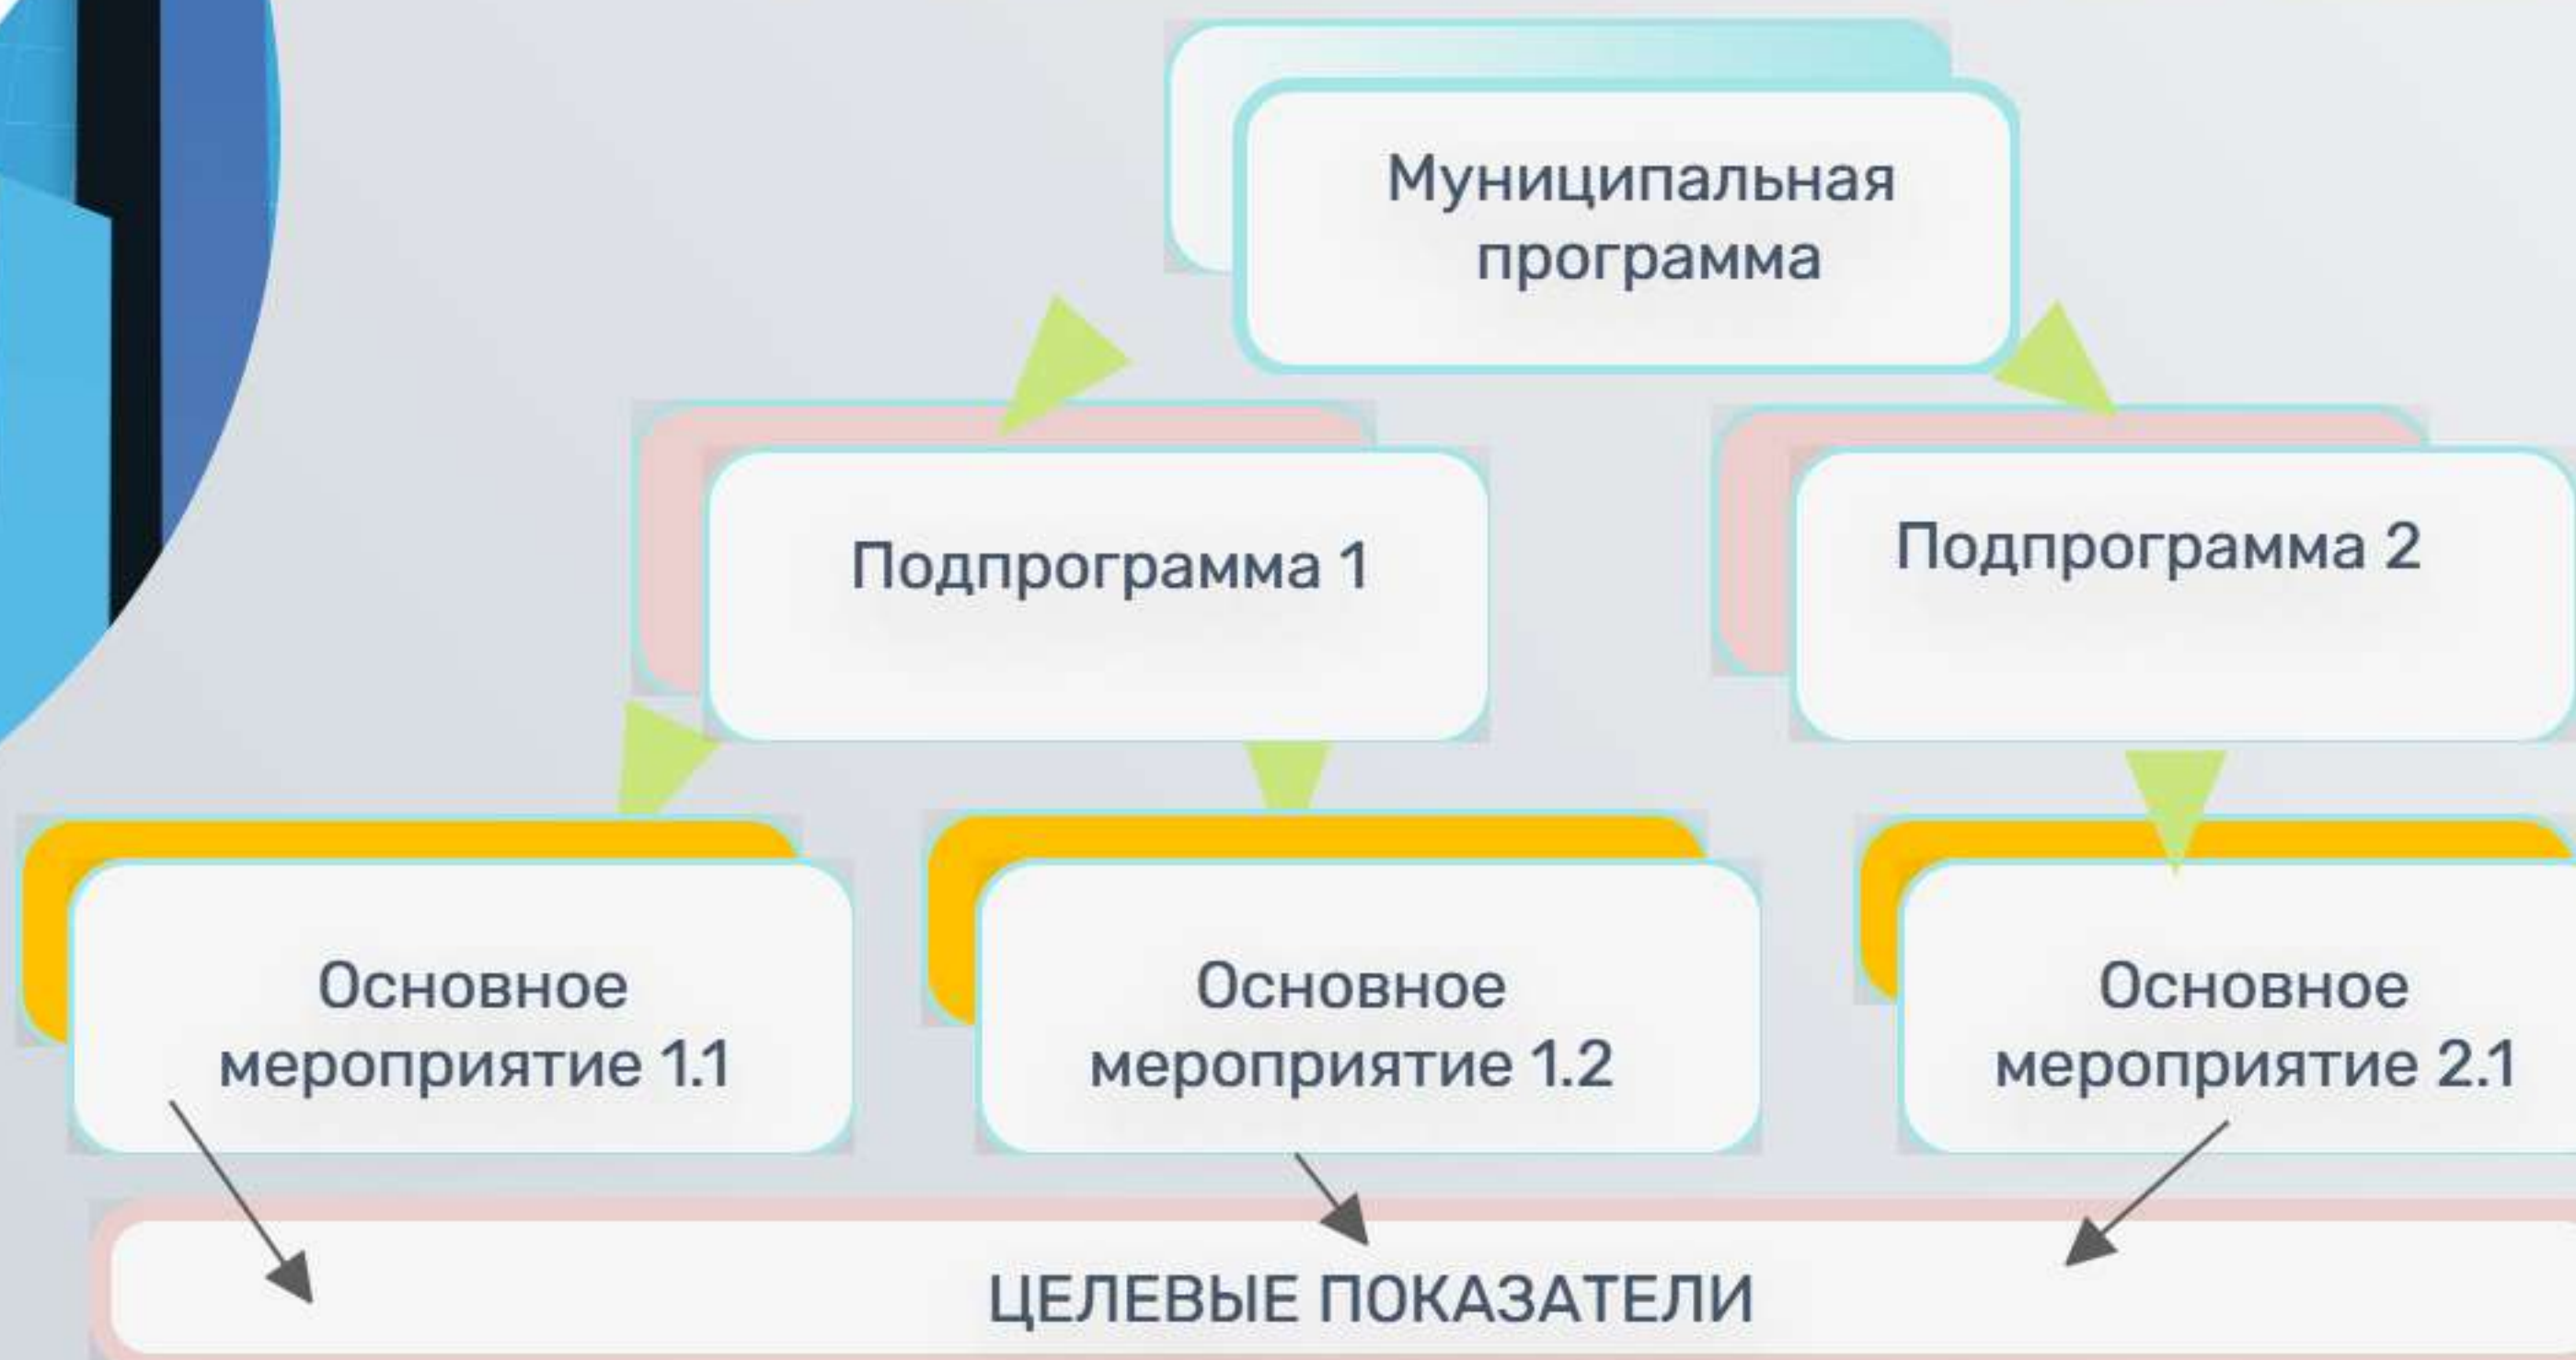 Муниципальная
программа
Подпрограмма 1
Подпрограмма 2
Основное
мероприятие 1.1
Основное
мероприятие 1.2
Основное
мероприятие 2.1
ЦЕЛЕВЫЕ ПОКАЗАТЕЛИ